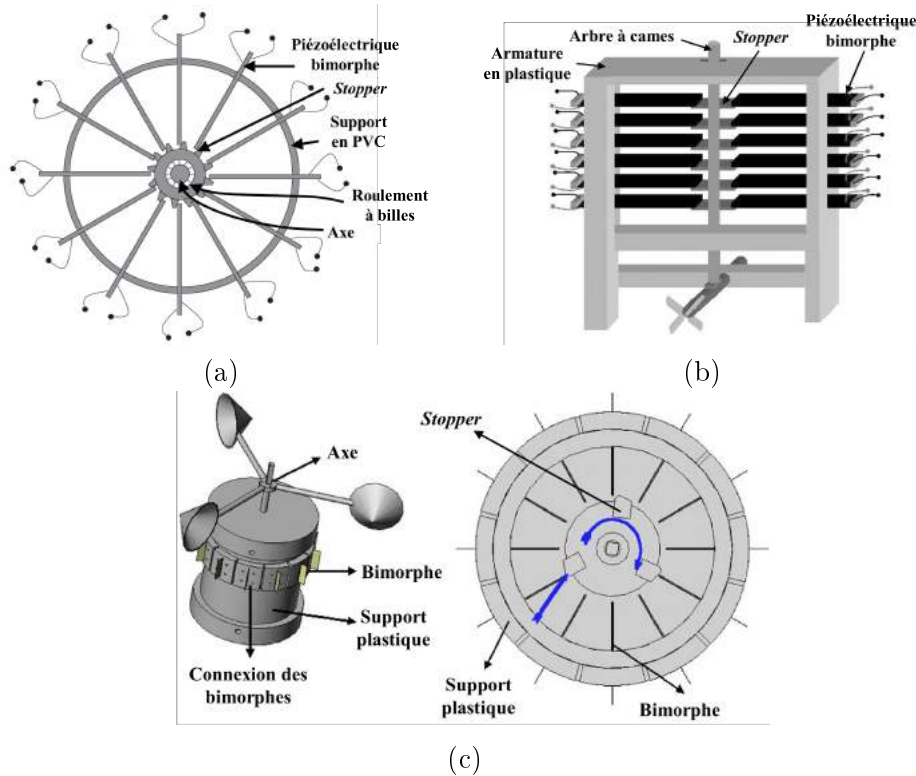 Piézoélectrique
bimorphe
Stopper
Support
en PVC
Roulement
à billes
Axe
(a)
Arbre à cames
Stopper
Piézoélectrique
bimorphe
Armature
en plastique
(b)
Axe
Bimorphe
Support
plastique
Connexion des
bimorphes
Stopper
Support
plastique
Bimorphe
(c)